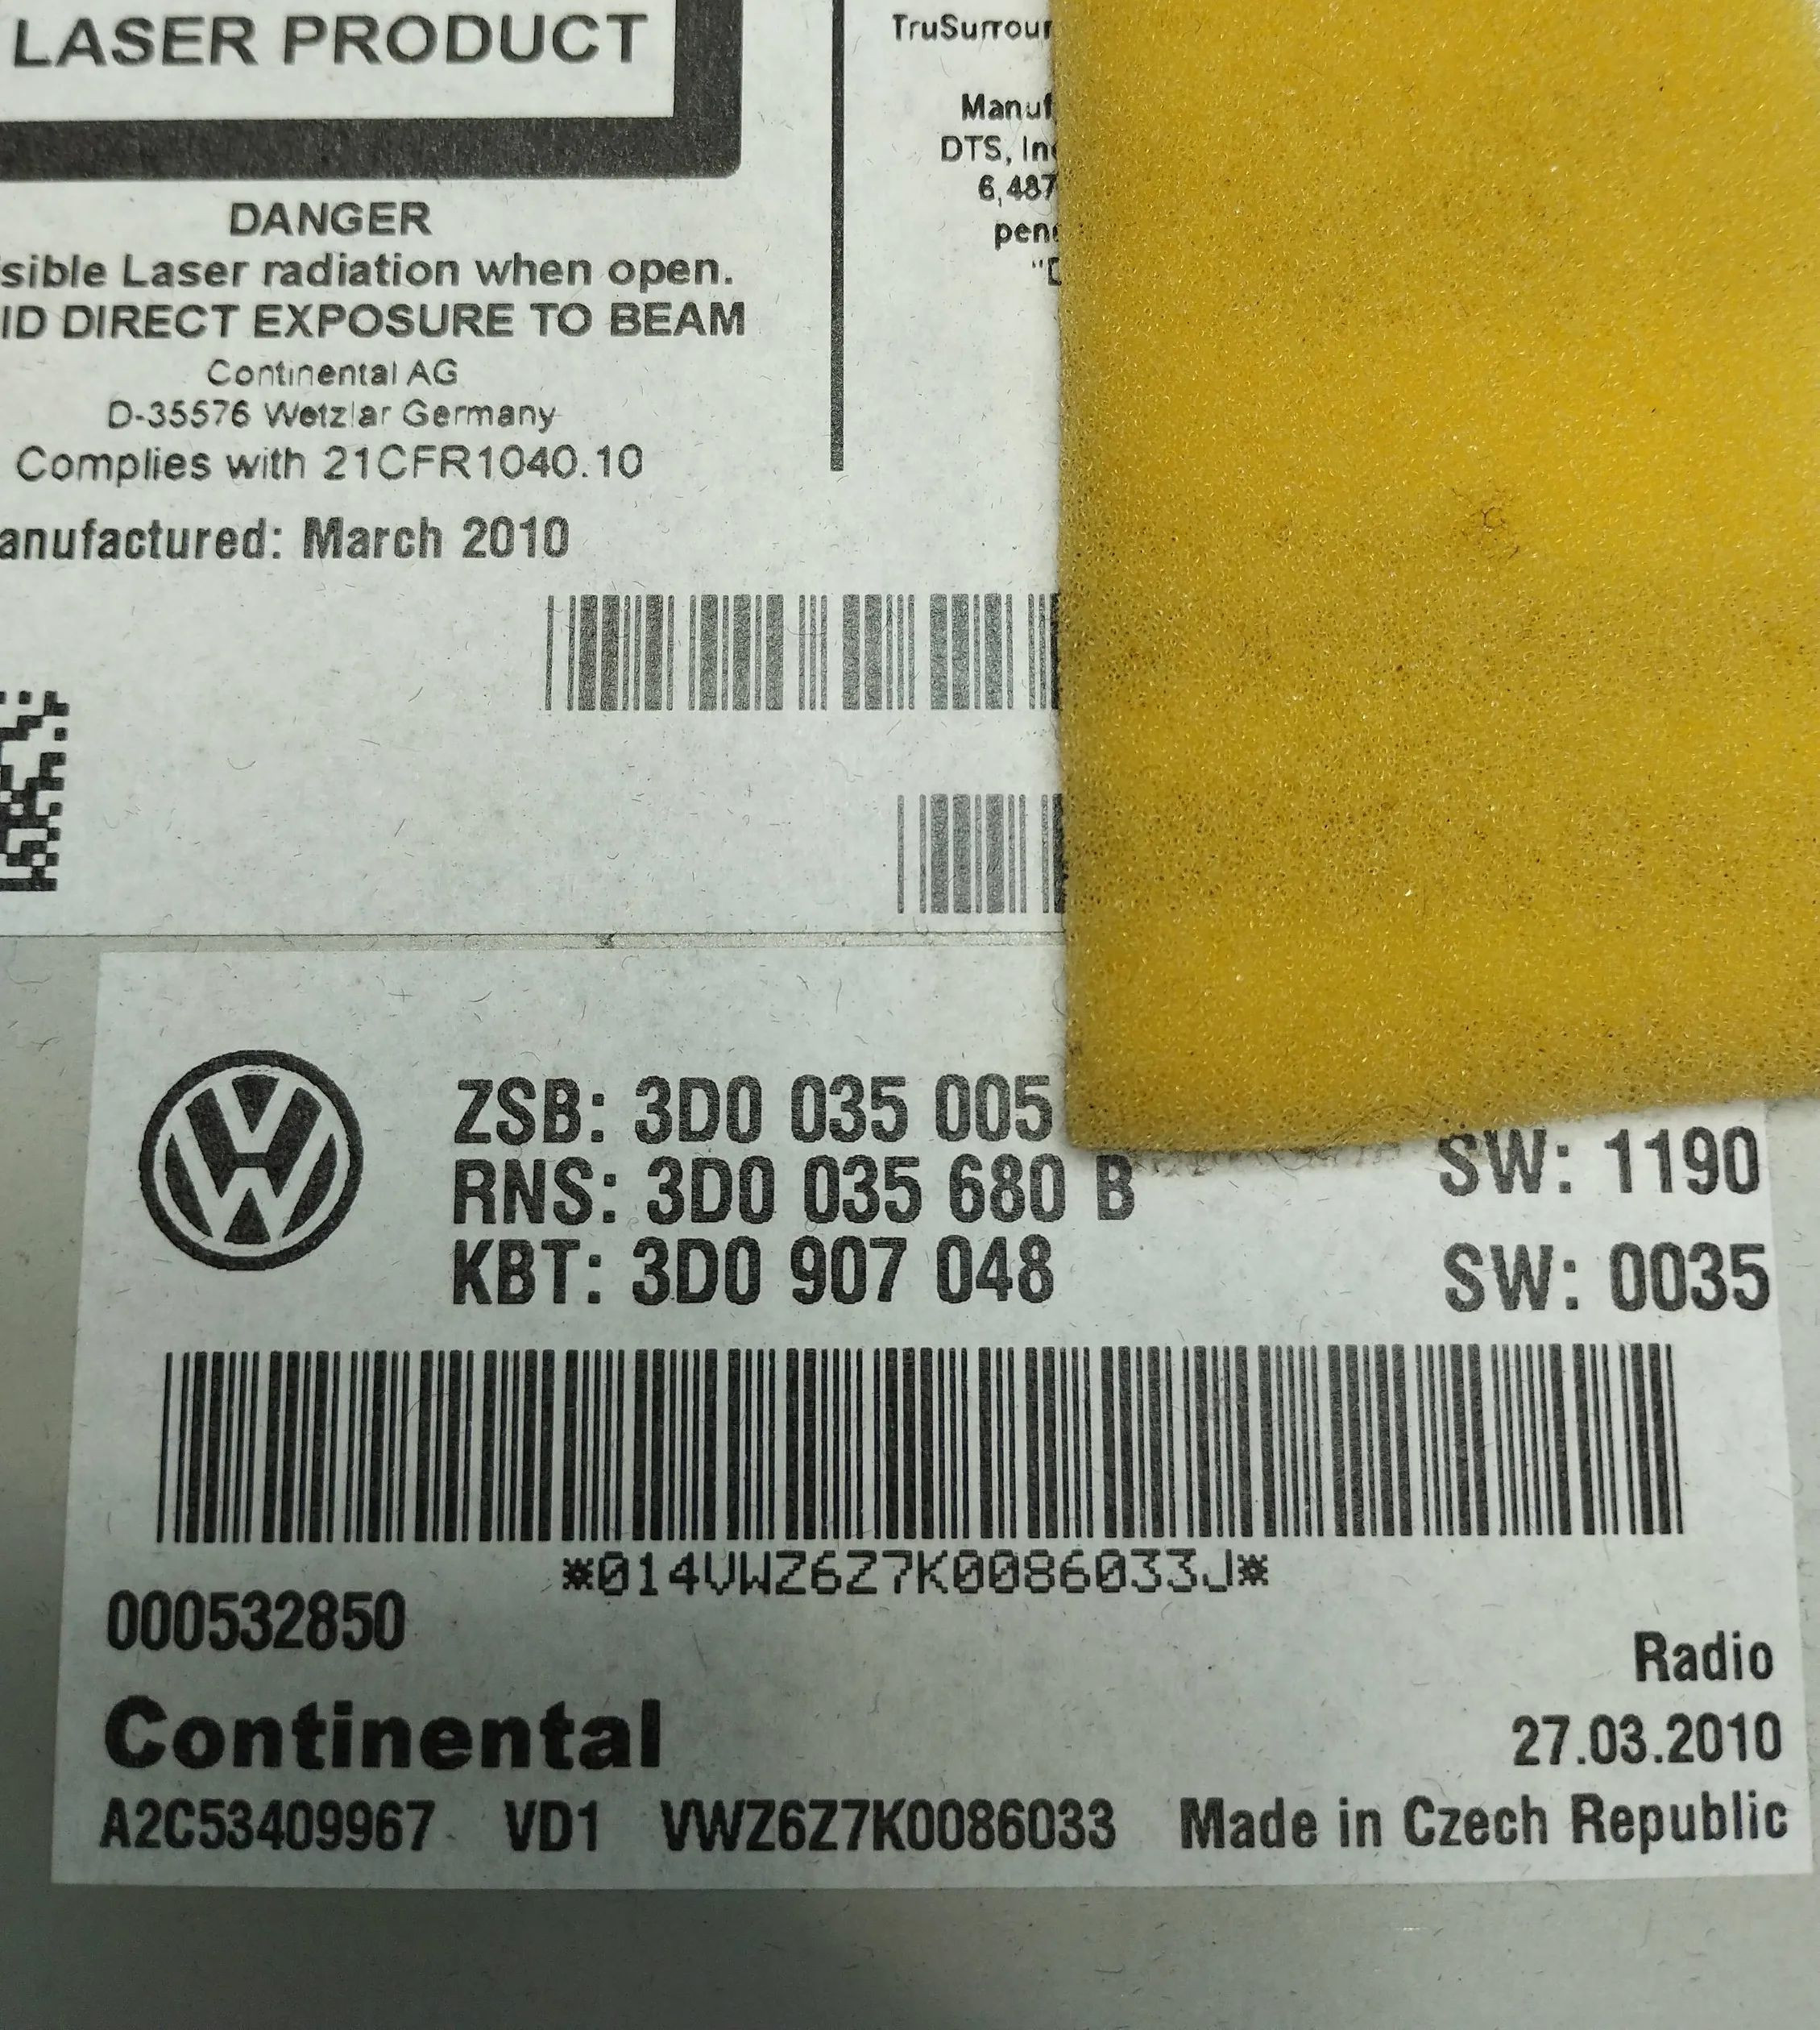 LASER PRODUCT
DANGER
sible Laser radiation when open.
ID DIRECT EXPOSURE TO BEAM
Continental AG
D-35576 Wetzlar Germany
Complies with 21CFR1040.10
anufactured: March 2010
TruSurrour
Manuf
DTS, Inc
6,487
pend
"D
ZSB: 3D0 035 005
RNS: 3D0 035 680 B SW: 1190
KBT: 3D0 907 048 SW: 0035
*014VWZ6Z7K0086033J*
000532850
Radio
Continental
27.03.2010
A2C53409967 VD1 VWZ6Z7K0086033 Made in Czech Republic